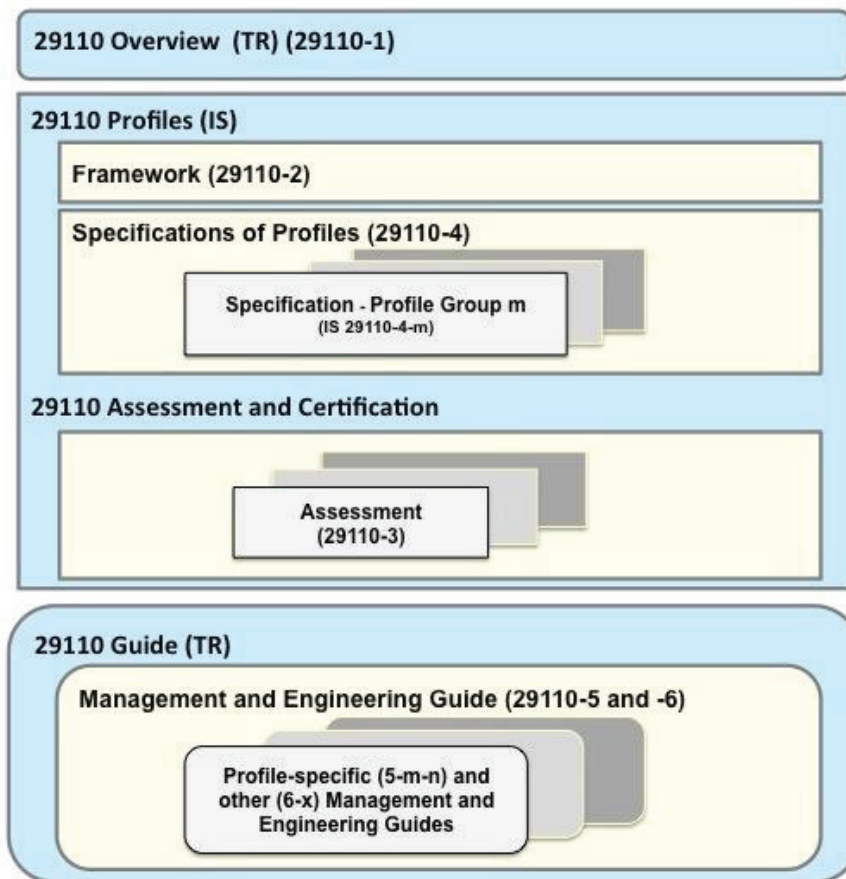 29110 Overview (TR) (29110-1)
29110 Profiles (IS)
Framework (29110-2)
Specifications of Profiles (29110-4)
Specification - Profile Group m
(IS 29110-4-m)
29110 Assessment and Certification
Assessment
(29110-3)
29110 Guide (TR)
Management and Engineering Guide (29110-5 and -6)
Profile-specific (5-m-n) and
other (6-x) Management and
Engineering Guides